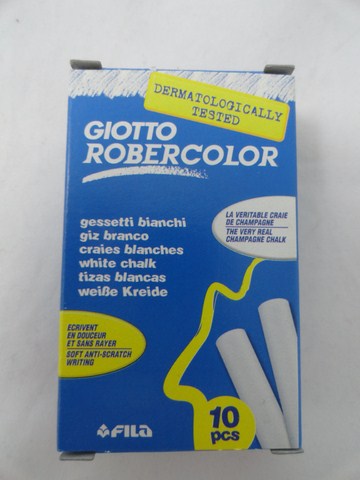 DERMATOLOGICALLY
TESTED
GIOTTO
ROBERCOLOR
gessetti bianchi
giz branco
craies blanches
white chalk
tizas blancas
weiße Kreide
LA VERITABLE CRAIE
DE CHAMPAGNE
THE VERY REAL
CHAMPAGNE CHALK
ECRIVENT
EN DOUCEUR
ET SANS RAYER
SOFT ANTI-SCRATCH
WRITING
10
pcs
FILA